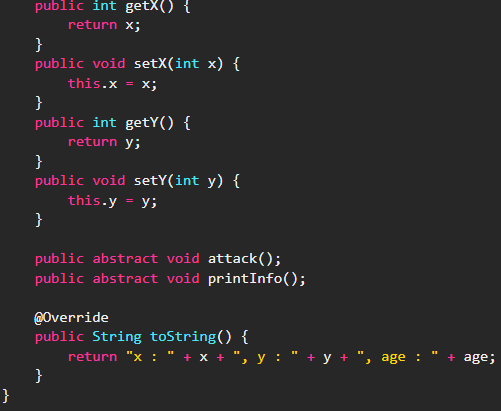 public int getX() {
return x;
}
public void setX(int x) {
this.x = x;
}
public int getY() {
return y;
}
public void setY(int y) {
this.y = y;
}
public abstract void attack();
public abstract void printInfo();
@Override
public String toString() {
return "x : " + x + ", y : " + y + ", age : " + age;
}
}